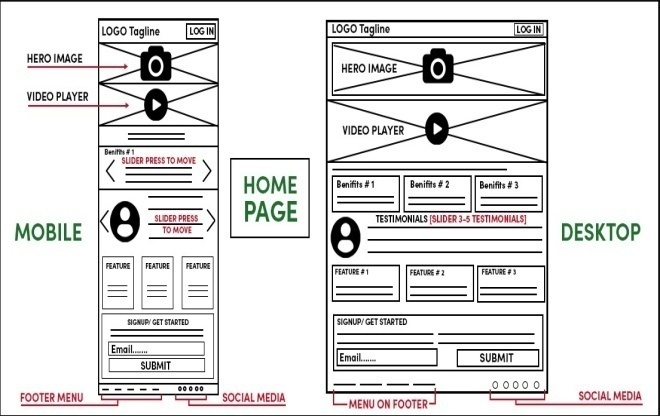 LOGO Tagline
LOG IN
HERO IMAGE
VIDEO PLAYER
Benifits # 1
SLIDER PRESS TO MOVE
SLIDER PRESS
TO MOVE
MOBILE
FEATURE
FEATURE
FEATURE
SIGNUP/ GET STARTED
Email.......
SUBMIT
FOOTER MENU
SOCIAL MEDIA
HOME
PAGE
LOGO Tagline
LOG IN
HERO IMAGE
VIDEO PLAYER
Benifits # 1
Benifits # 2
Benifits # 3
TESTIMONIALS [SLIDER 3-5 TESTIMONIALS]
DESKTOP
FEATURE # 1
FEATURE # 2
FEATURE # 3
SIGNUP/ GET STARTED
Email.......
SUBMIT
MENU ON FOOTER
SOCIAL MEDIA